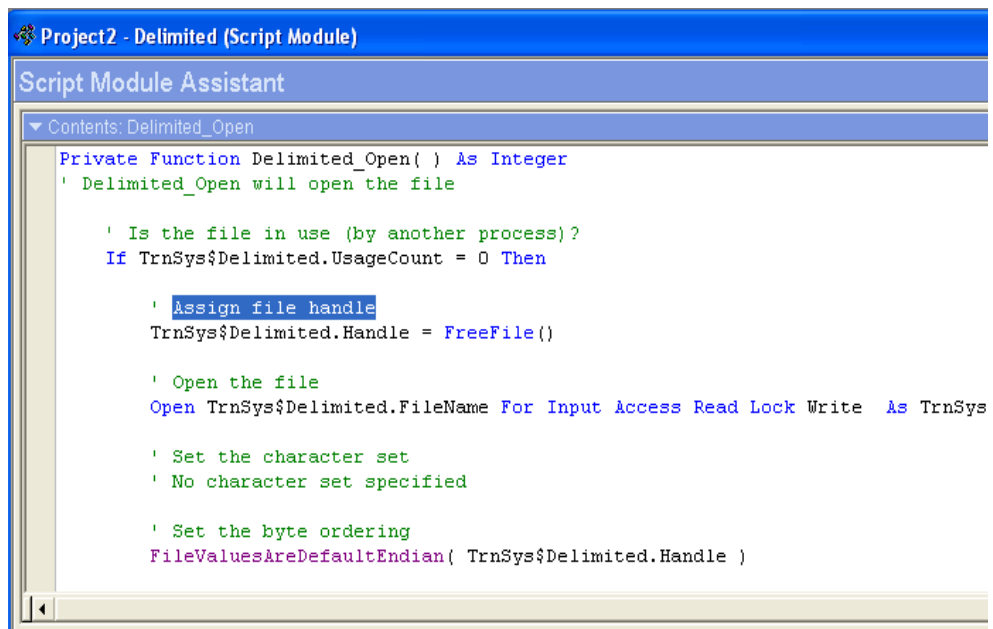 Project2 - Delimited (Script Module)
Script Module Assistant
Contents: Delimited_Open
Private Function Delimited_Open( ) As Integer
' Delimited_Open will open the file
' Is the file in use (by another process)?
If TrnSys$Delimited.UsageCount = 0 Then
' Assign file handle
TrnSys$Delimited.Handle = FreeFile()
' Open the file
Open TrnSys$Delimited.FileName For Input Access Read Lock Write  As TrnSys
' Set the character set
' No character set specified
' Set the byte ordering
FileValuesAreDefaultEndian( TrnSys$Delimited.Handle )